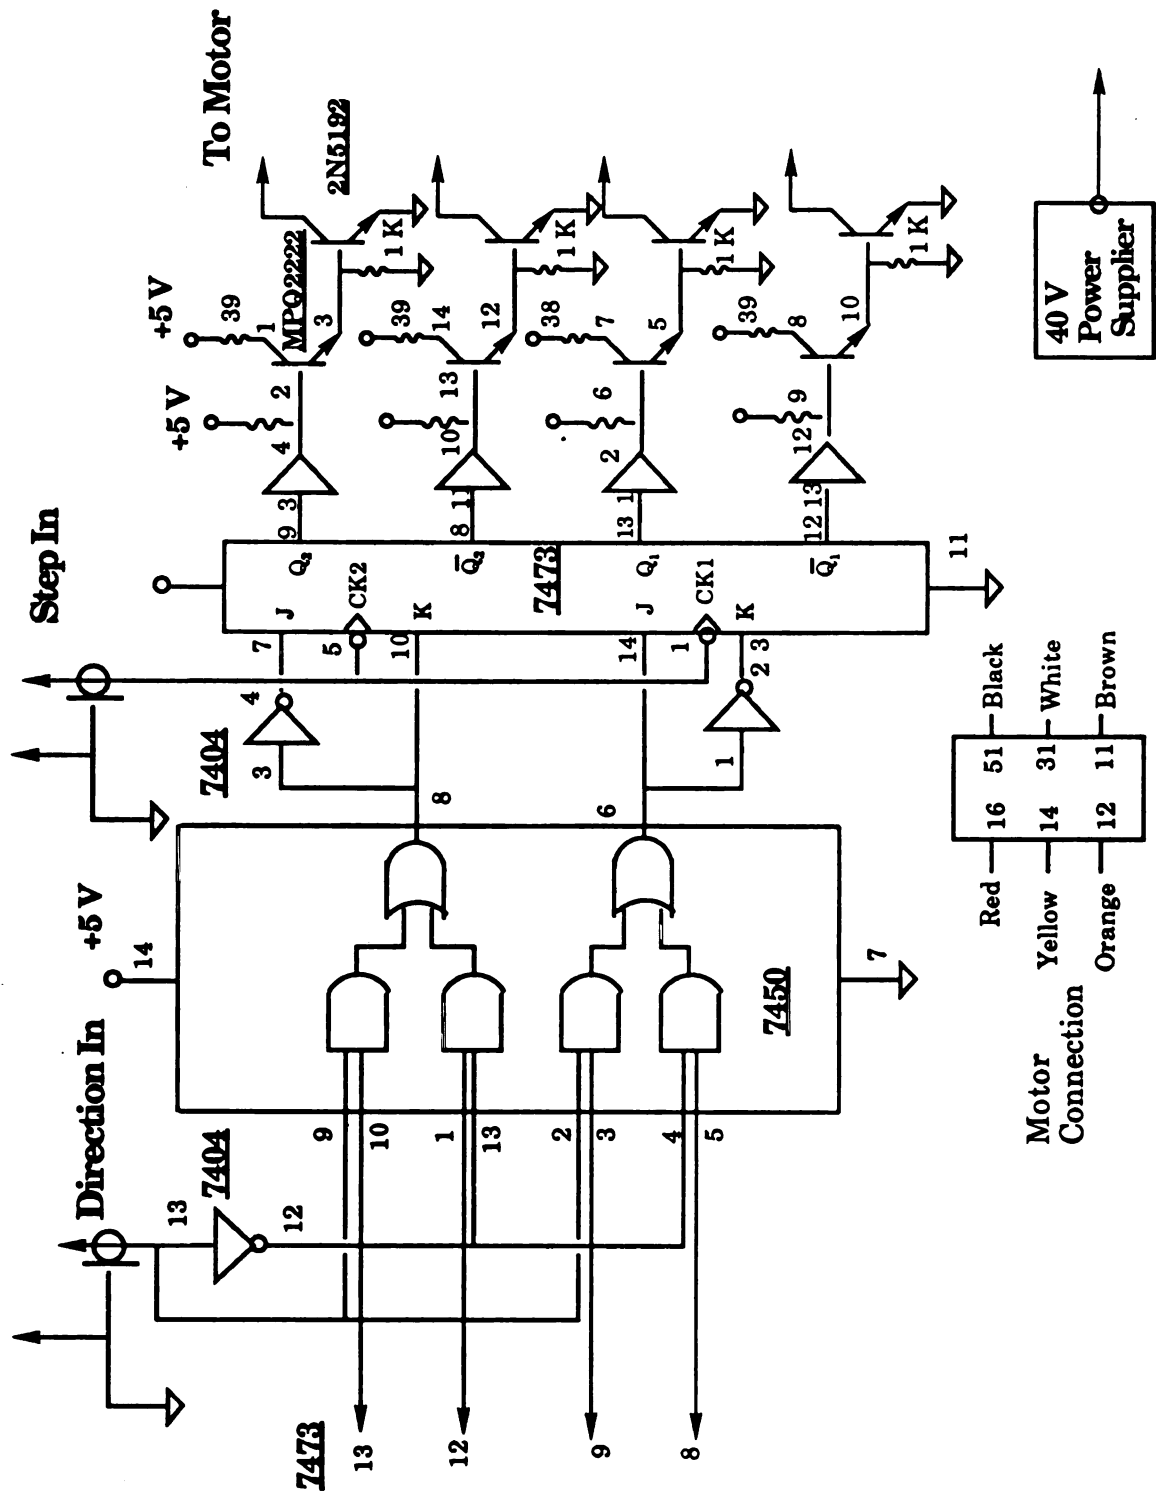 Direction In
Step In
To Motor
+5 V
+5 V
+5 V
7404
13
12
7473
13
12
9
8
9
10
1
13
2
3
4
5
14
7450
7
8
6
7404
3
4
1
2
7
J
5
CK2
10
K
14
J
1
CK1
3
K
7473
Q₂
Q̅₂
Q₁
Q̅₁
11
9
3
4
2
8
11
10
13
13
1
2
6
12
13
12
9
39
1
MPQ2222
3
2N5192
1 K
39
14
12
1 K
38
7
5
1 K
39
8
10
1 K
Motor
Connection
Red 16 51 Black
Yellow 14 31 White
Orange 12 11 Brown
40 V
Power
Supplier